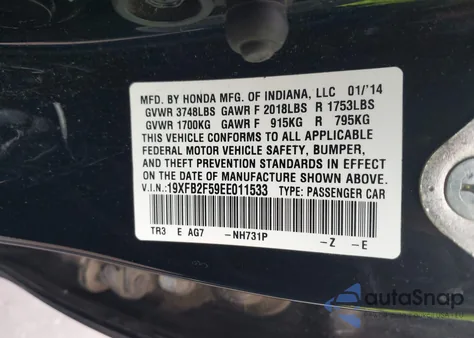 MFD. BY HONDA MFG. OF INDIANA, LLC 01/'14
GVWR 3748LBS GAWR F 2018LBS R 1753LBS
GVWR 1700KG GAWR F 915KG R 795KG
THIS VEHICLE CONFORMS TO ALL APPLICABLE
FEDERAL MOTOR VEHICLE SAFETY, BUMPER,
AND THEFT PREVENTION STANDARDS IN EFFECT
ON THE DATE OF MANUFACTURE SHOWN ABOVE.
V.I.N.: 19XFB2F59EE011533 TYPE: PASSENGER CAR
TR3 E AG7 -NH731P -Z -E
autoSnap